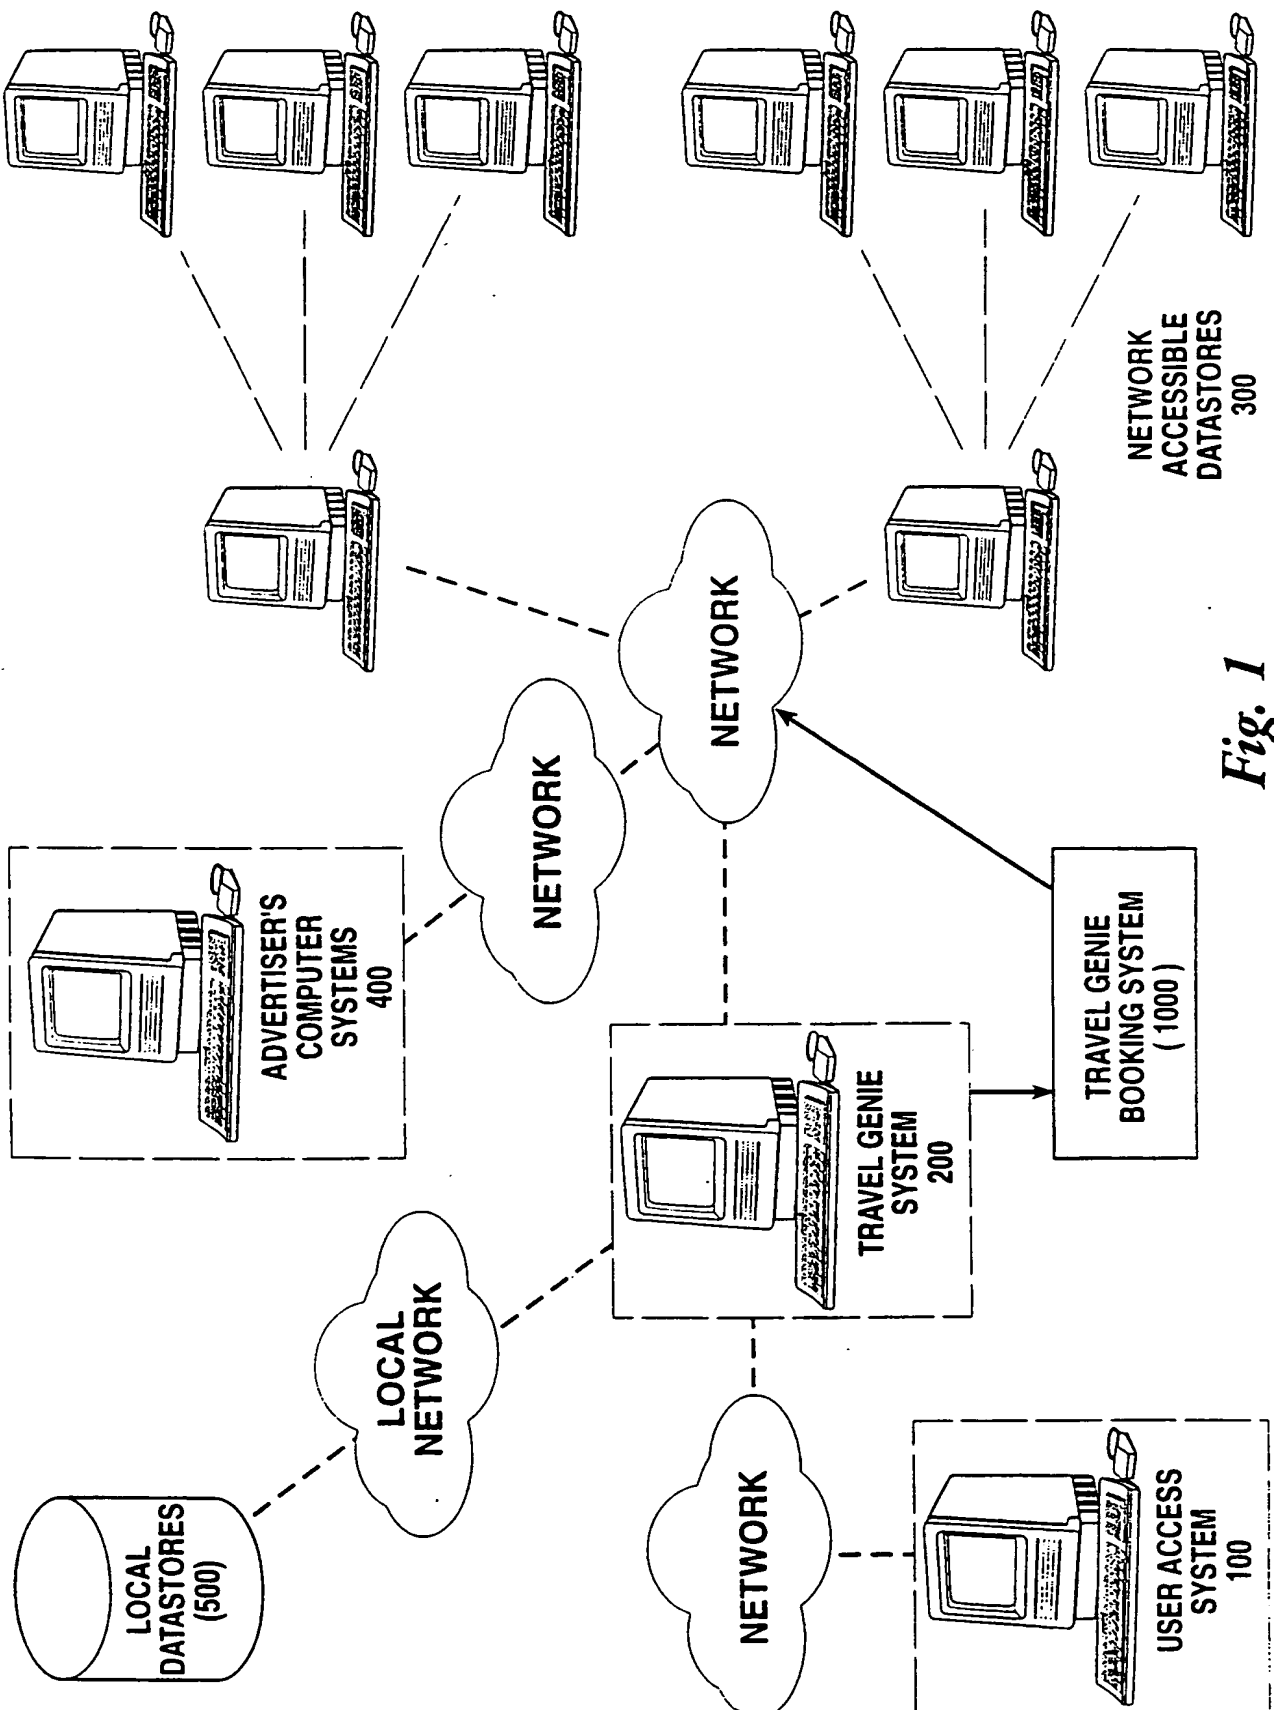 LOCAL
DATASTORES
(500)
LOCAL
NETWORK
NETWORK
USER ACCESS
SYSTEM
100
ADVERTISER'S
COMPUTER
SYSTEMS
400
TRAVEL GENIE
SYSTEM
200
TRAVEL GENIE
BOOKING SYSTEM
( 1000 )
NETWORK
NETWORK
NETWORK
ACCESSIBLE
DATASTORES
300
Fig. 1